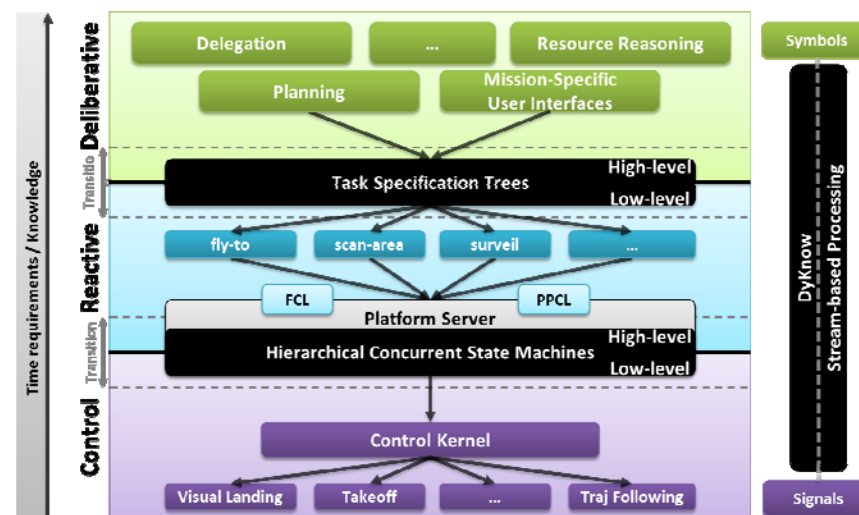 Delegation
...
Resource Reasoning
Symbols
Planning
Mission-Specific
User Interfaces
Deliberative
Transitio
Task Specification Trees
High-level
Low-level
Time requirements / Knowledge
fly-to
scan-area
surveil
...
Reactive
FCL
PPCL
Platform Server
Transition
Hierarchical Concurrent State Machines
High-level
Low-level
DyKnow
Stream-based Processing
Control
Control Kernel
Visual Landing
Takeoff
...
Traj Following
Signals